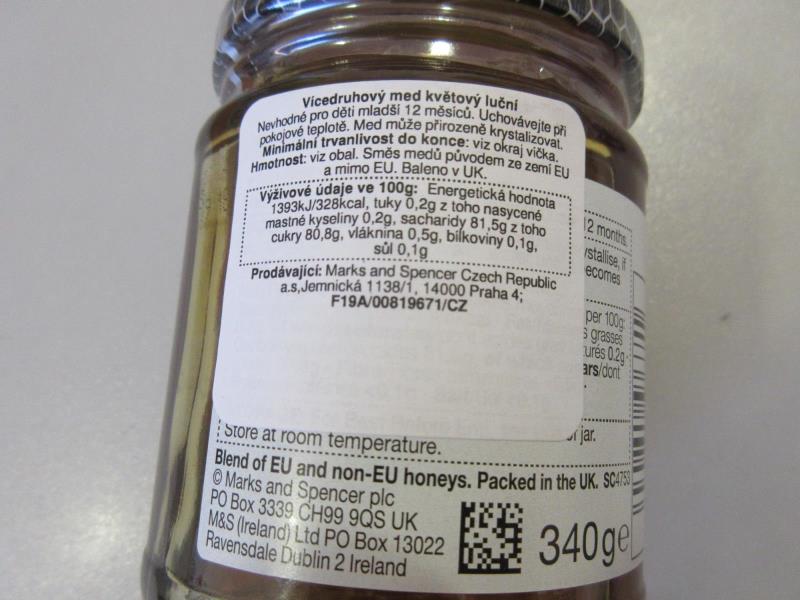 Vícedruhový med květový luční
Nevhodné pro děti mladší 12 měsíců. Uchovávejte při
pokojové teplotě. Med může přirozeně krystalizovat.
Minimální trvanlivost do konce: viz okraj víčka.
Hmotnost: viz obal. Směs medů původem ze zemí EU
a mimo EU. Baleno v UK.
Výživové údaje ve 100g: Energetická hodnota
1393kJ/328kcal, tuky 0,2g z toho nasycené
mastné kyseliny 0,2g, sacharidy 81,5g z toho
cukry 80,8g, vláknina 0,5g, bílkoviny 0,1g,
sůl 0,1g
Prodávající: Marks and Spencer Czech Republic
a.s,Jemnická 1138/1, 14000 Praha 4;
F19A/00819671/CZ
12 months.
ystallise, if
ecomes
per 100g:
s grasses
tures 0.2g
ars/dont
of jar.
Store at room temperature.
Blend of EU and non-EU honeys. Packed in the UK. SC4753
© Marks and Spencer plc
PO Box 3339 CH99 9QS UK
M&S (Ireland) Ltd PO Box 13022
Ravensdale Dublin 2 Ireland
340g℮